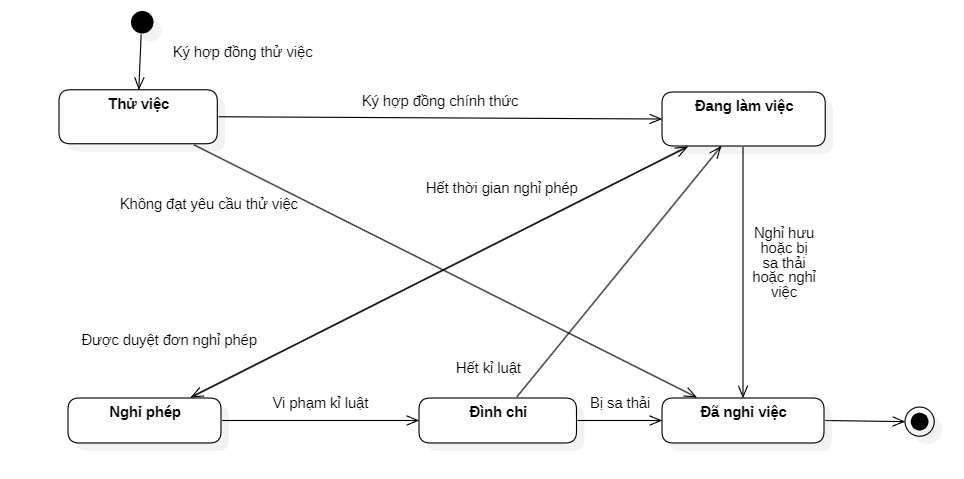 Ký hợp đồng thử việc
Thử việc
Ký hợp đồng chính thức
Đang làm việc
Hết thời gian nghỉ phép
Không đạt yêu cầu thử việc
Nghỉ hưu
hoặc bị
sa thải
hoặc nghỉ
việc
Được duyệt đơn nghỉ phép
Hết kỉ luật
Nghỉ phép
Vi phạm kỉ luật
Đình chỉ
Bị sa thải
Đã nghỉ việc